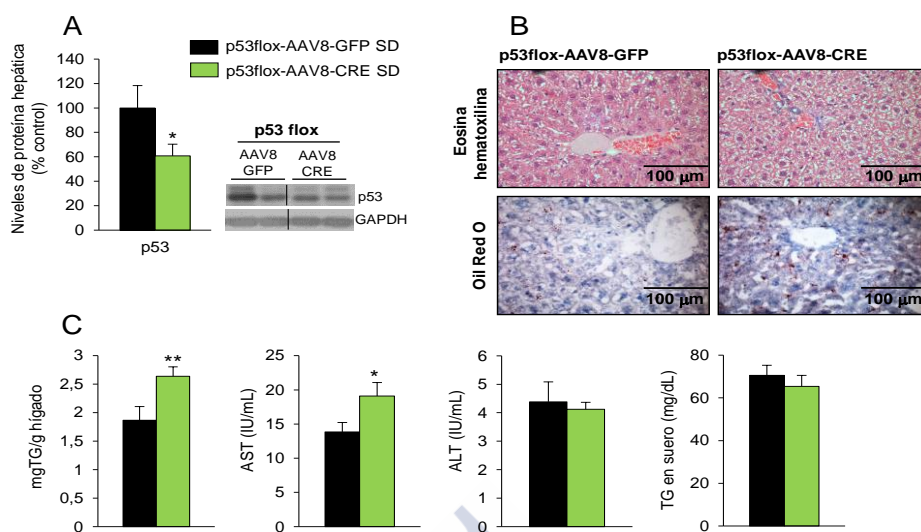 A
p53flox-AAV8-GFP SD
p53flox-AAV8-CRE SD
Niveles de proteína hepática
(% control)
140
120
100
80
60
40
20
0
*
p53
p53 flox
AAV8
GFP
AAV8
CRE
p53
GAPDH
B
p53flox-AAV8-GFP
p53flox-AAV8-CRE
Eosina
hematoxilina
100 µm
100 µm
Oil Red O
100 µm
100 µm
C
mgTG/g hígado
3
2,5
2
1,5
1
0,5
0
**
AST (IU/mL)
25
20
15
10
5
0
*
ALT (IU/mL)
6
5
4
3
2
1
0
TG en suero (mg/dL)
80
60
40
20
0